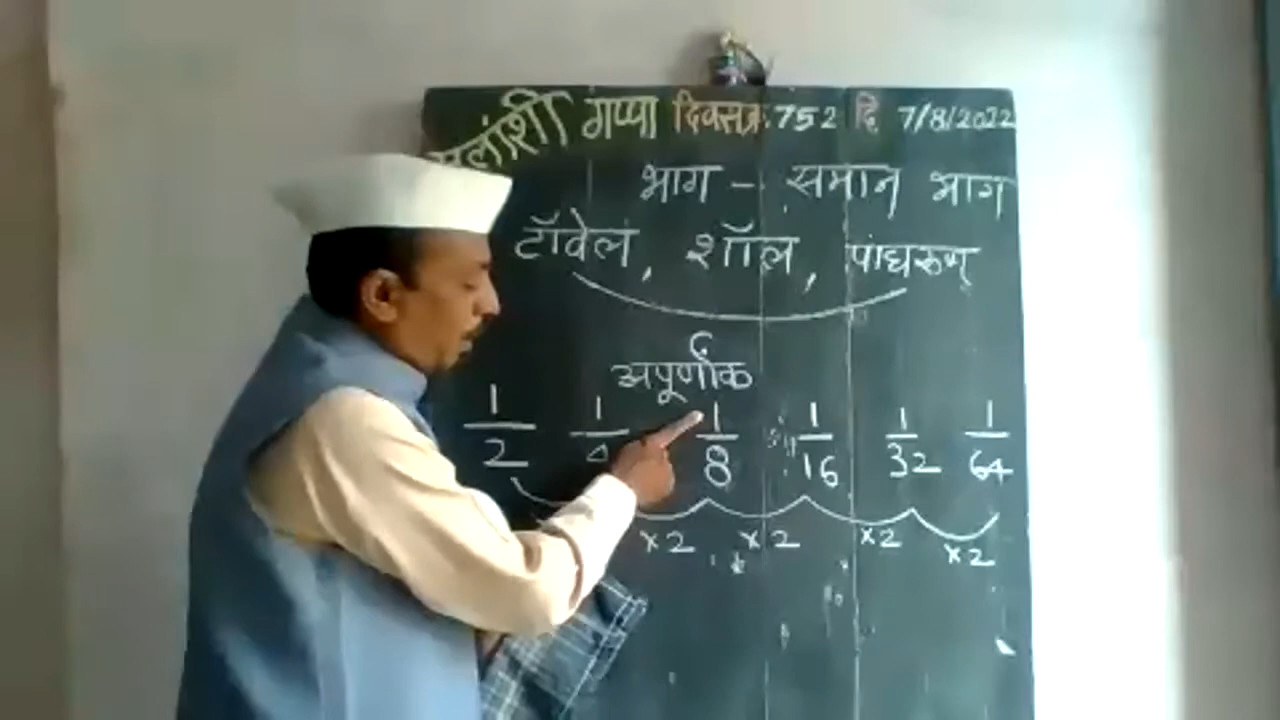 मुलांशी गप्पा दिवसक्र: 752 दि 7/8/2022
भाग - समान भाग
टॉवेल, शॉल, पांघरुण
अपूर्णांक
1/2 1/4 1/8 1/16 1/32 1/64
×2 ×2 ×2 ×2